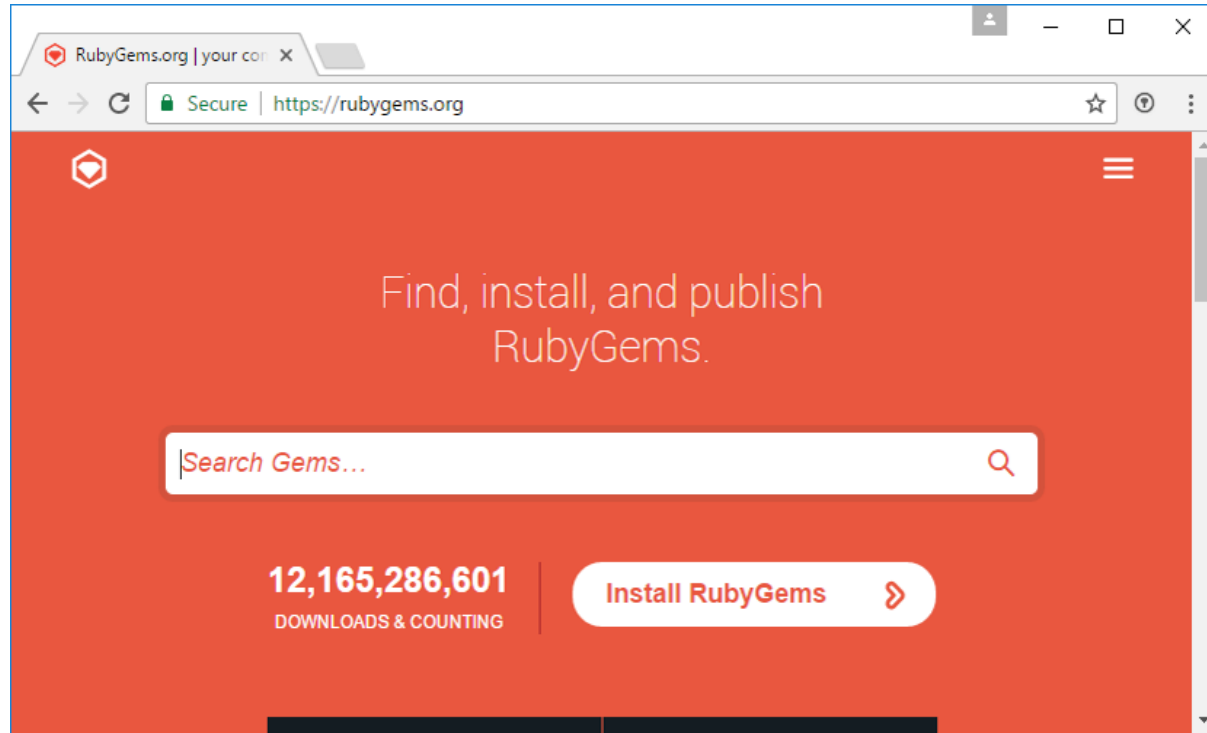 RubyGems.org | your con
Secure | https://rubygems.org
Find, install, and publish
RubyGems.
Search Gems…
12,165,286,601
DOWNLOADS & COUNTING
Install RubyGems